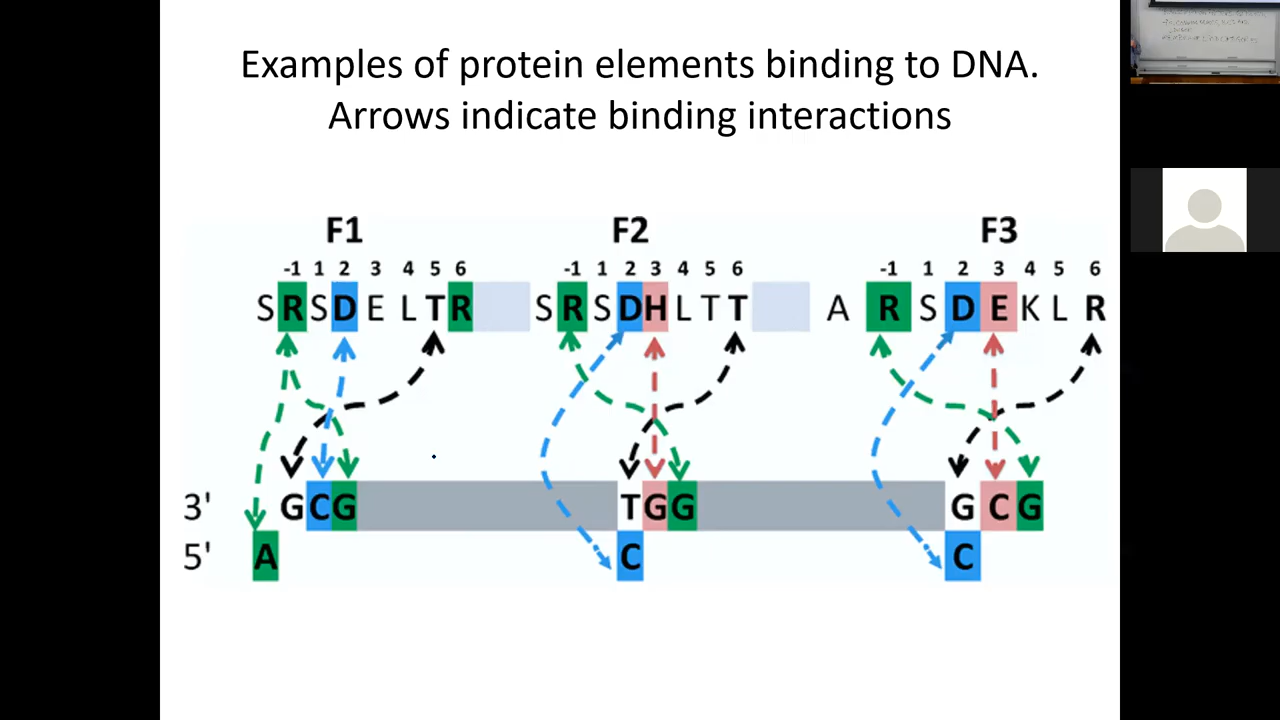 Examples of protein elements binding to DNA.
Arrows indicate binding interactions
F1 F2 F3
-1 1 2 3 4 5 6 -1 1 2 3 4 5 6 -1 1 2 3 4 5 6
S R S D E L T R S R S D H L T T A R S D E K L R
3' G C G T G G G C G
5' A C C